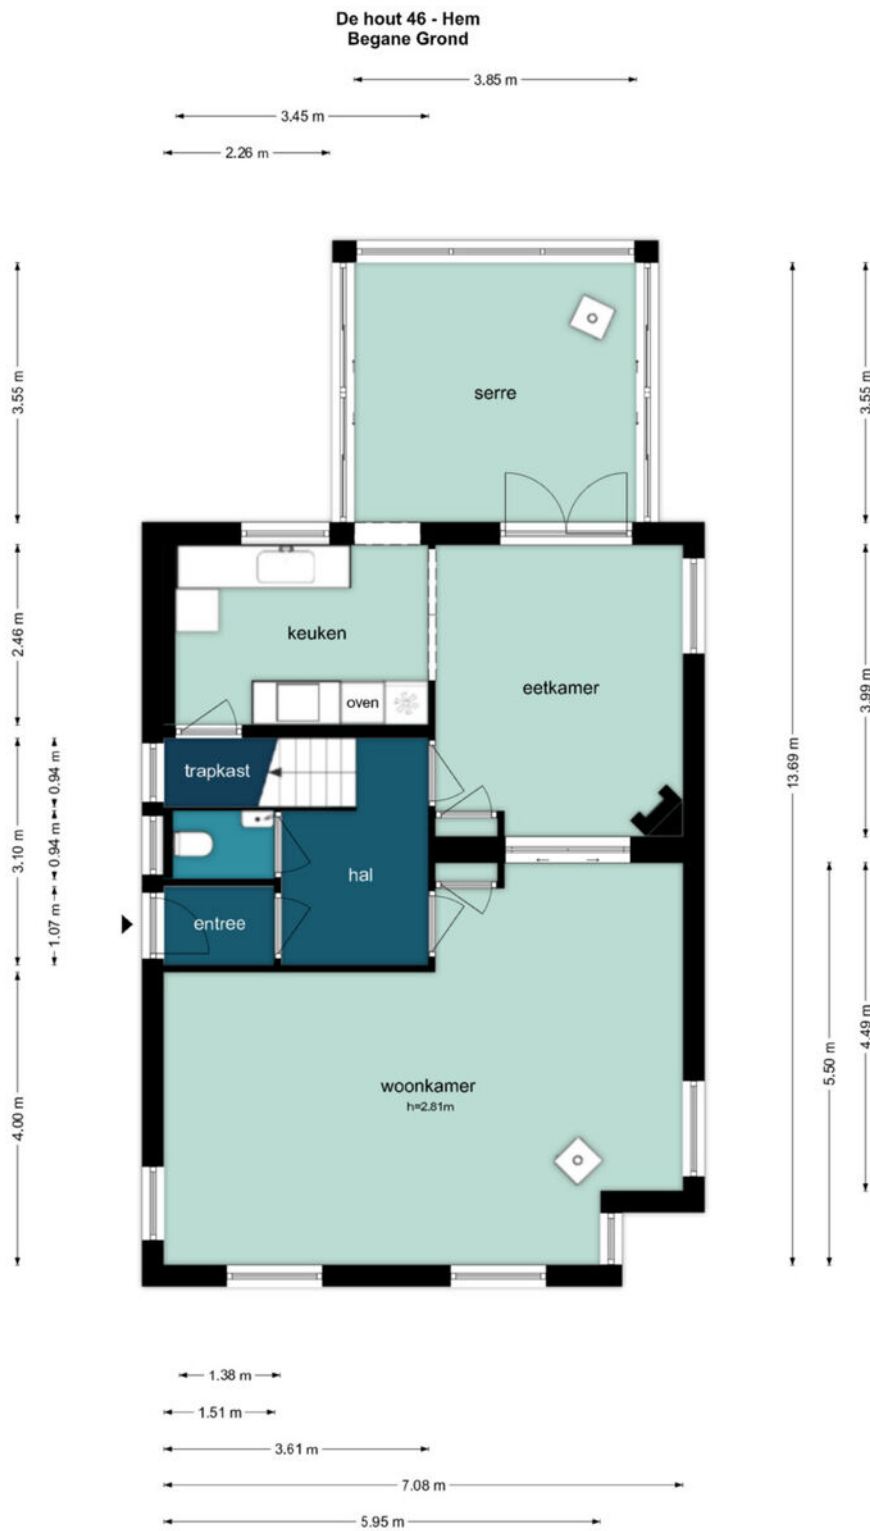 De hout 46 - Hem
Begane Grond
3.85 m
3.45 m
2.26 m
3.55 m
3.55 m
serre
2.46 m
keuken
oven
eetkamer
3.99 m
13.69 m
trapkast
0.94 m
3.10 m
0.94 m
hal
entree
1.07 m
4.49 m
5.50 m
woonkamer
h=2.81m
4.00 m
1.38 m
1.51 m
3.61 m
7.08 m
5.95 m